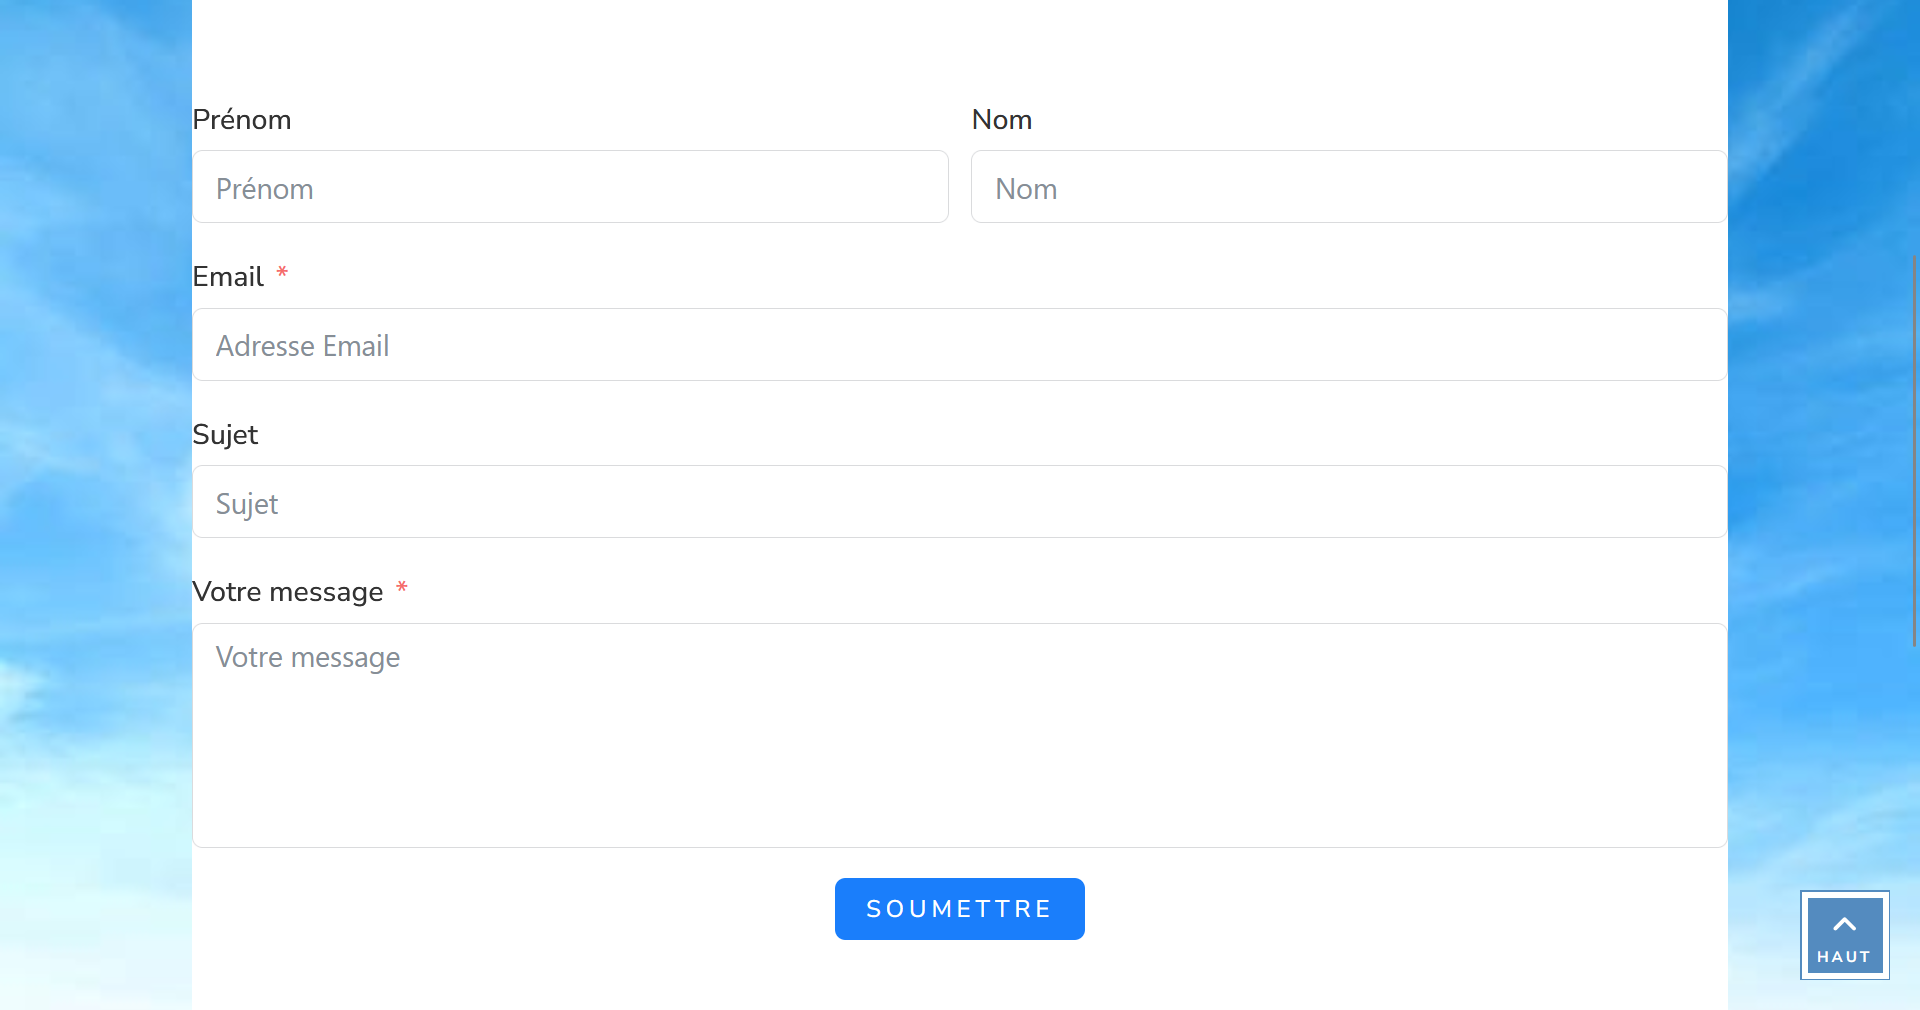 Prénom
Nom
Prénom
Nom
Email *
Adresse Email
Sujet
Sujet
Votre message *
Votre message
SOUMETTRE
HAUT